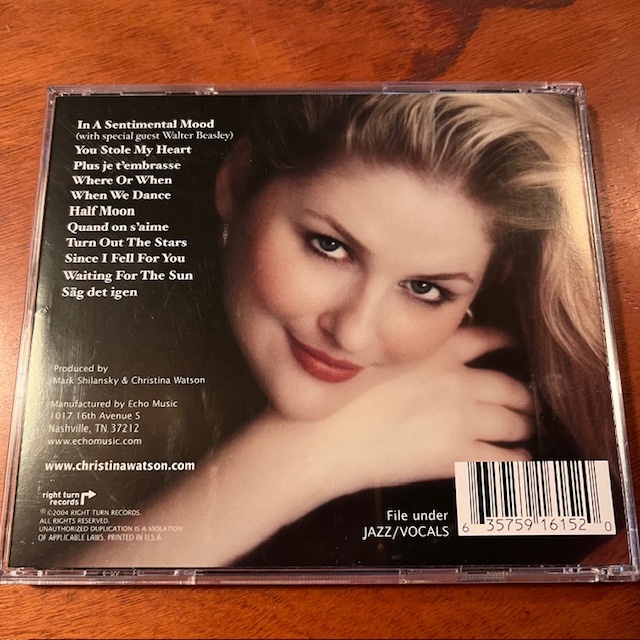 In A Sentimental Mood
(with special guest Walter Beasley)
You Stole My Heart
Plus je t'embrasse
Where Or When
When We Dance
Half Moon
Quand on s'aime
Turn Out The Stars
Since I Fell For You
Waiting For The Sun
Säg det igen
Produced by
Mark Shilansky & Christina Watson
Manufactured by Echo Music
1017 16th Avenue S
Nashville, TN 37212
www.echomusic.com
www.christinawatson.com
right turn
records
℗©2004 RIGHT TURN RECORDS.
ALL RIGHTS RESERVED.
UNAUTHORIZED DUPLICATION IS A VIOLATION
OF APPLICABLE LAWS. PRINTED IN U.S.A.
File under
JAZZ/VOCALS
6 35759 16152 0